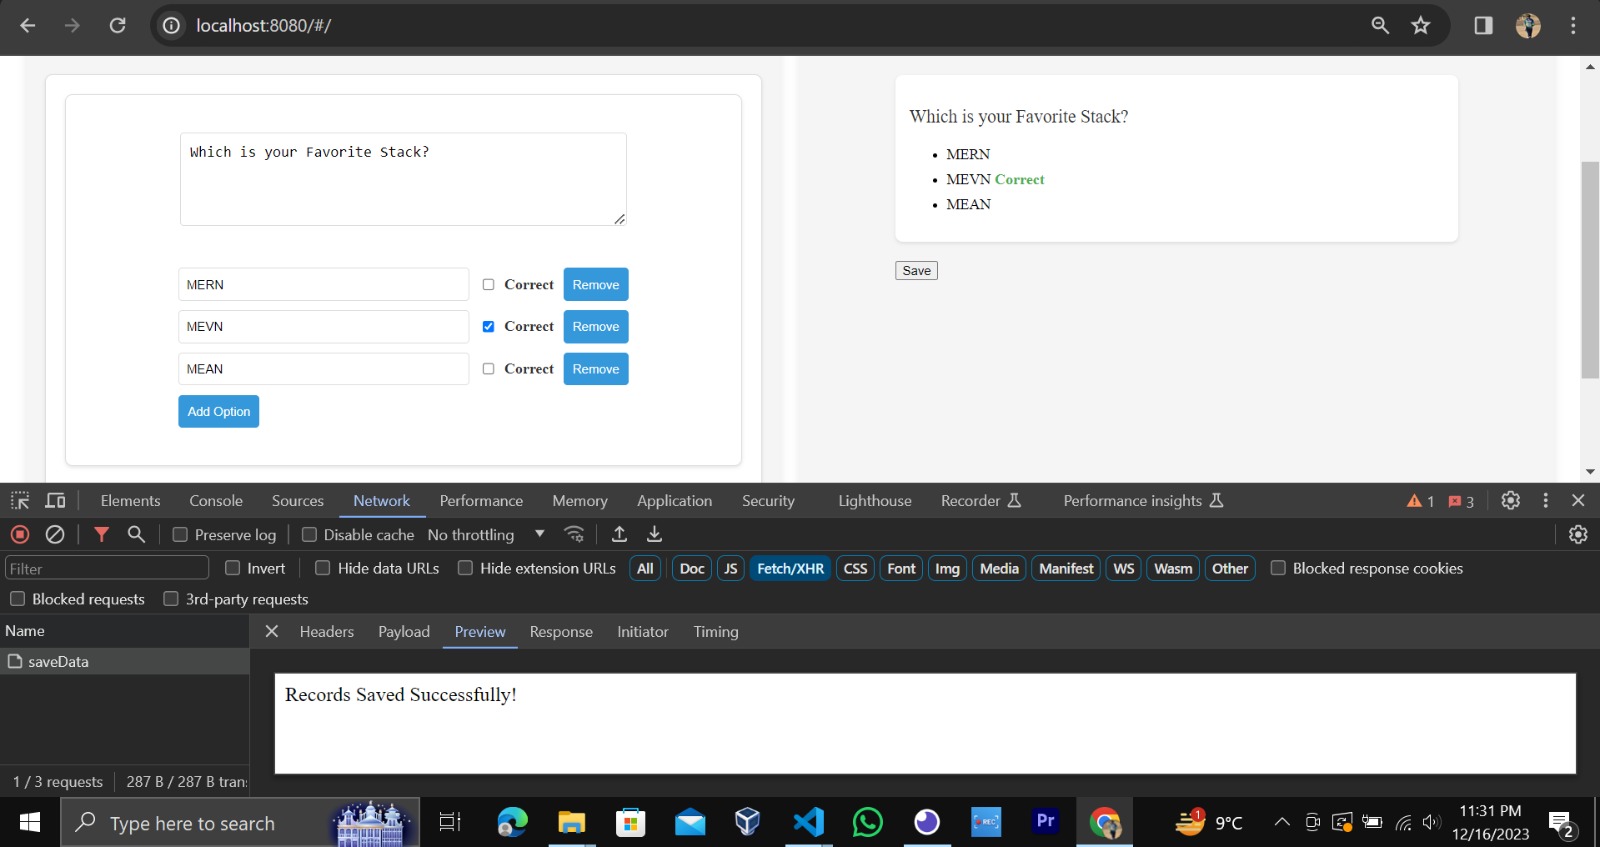 localhost:8080/#/
Which is your Favorite Stack?
MERN
Correct
Remove
MEVN
Correct
Remove
MEAN
Correct
Remove
Add Option
Which is your Favorite Stack?
MERN
MEVN Correct
MEAN
Save
Elements Console Sources Network Performance Memory Application Security Lighthouse Recorder Performance insights 1 3
Preserve log Disable cache No throttling
Filter Invert Hide data URLs Hide extension URLs All Doc JS Fetch/XHR CSS Font Img Media Manifest WS Wasm Other Blocked response cookies
Blocked requests 3rd-party requests
Name
saveData
1 / 3 requests 287 B / 287 B tran
Headers Payload Preview Response Initiator Timing
Records Saved Successfully!
Type here to search
REC
Pr
1
9°C
11:31 PM
12/16/2023
2